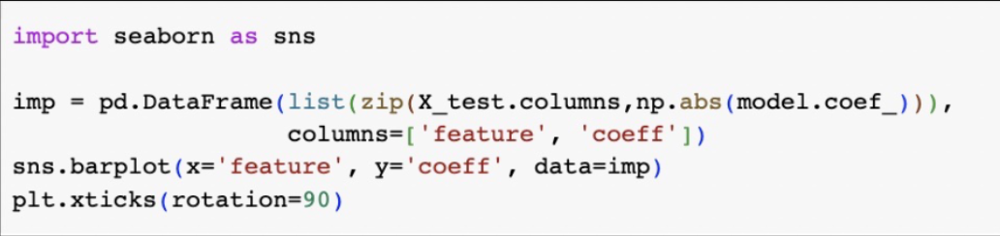 import seaborn as sns
imp = pd.DataFrame(list(zip(X_test.columns,np.abs(model.coef_))),
columns=['feature', 'coeff'])
sns.barplot(x='feature', y='coeff', data=imp)
plt.xticks(rotation=90)